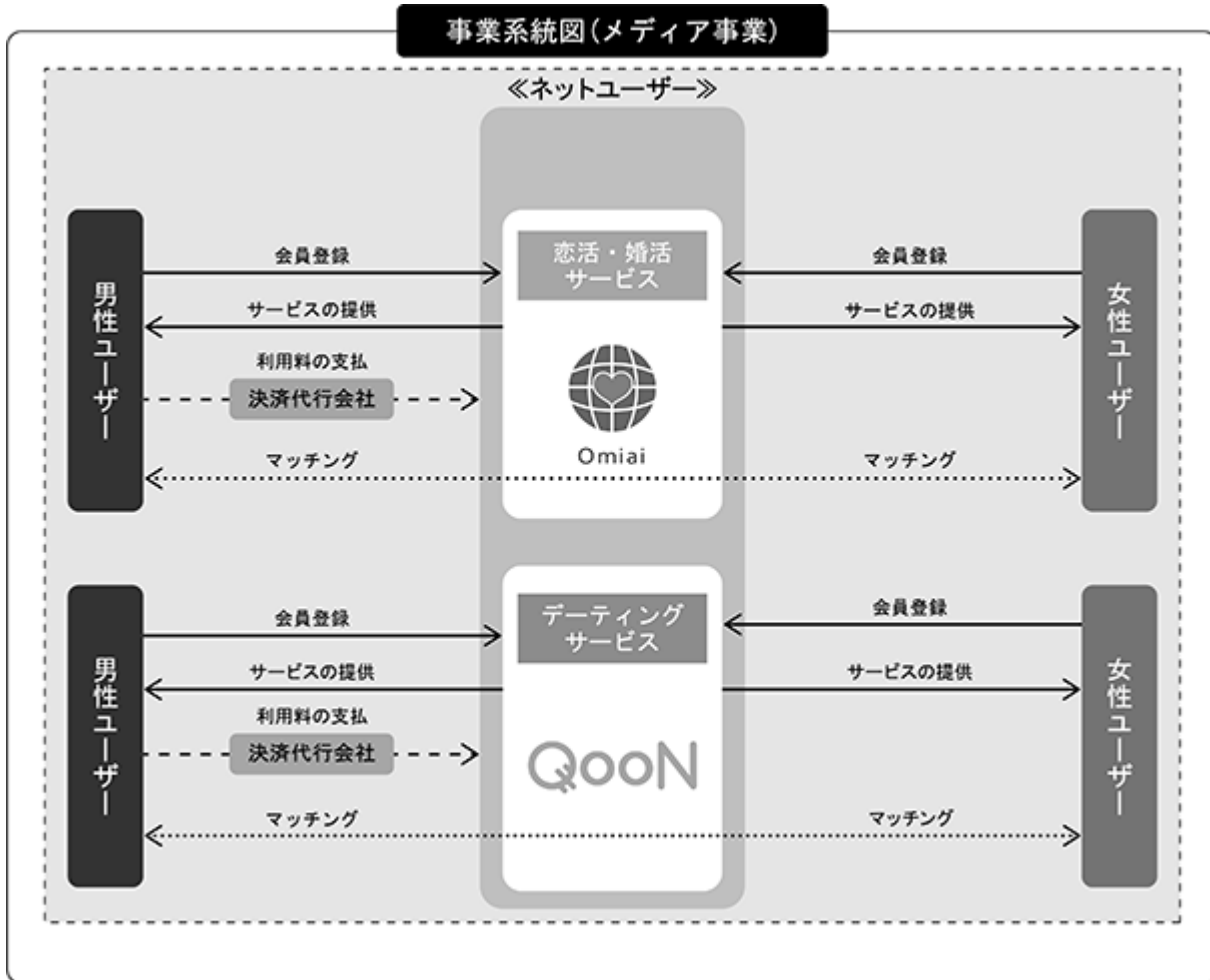 事業系統図(メディア事業)
≪ネットユーザー≫
男性ユーザー
会員登録
サービスの提供
利用料の支払
決済代行会社
マッチング
恋活・婚活
サービス
Omiai
会員登録
サービスの提供
マッチング
女性ユーザー
男性ユーザー
会員登録
サービスの提供
利用料の支払
決済代行会社
マッチング
デーティング
サービス
QooN
会員登録
サービスの提供
マッチング
女性ユーザー